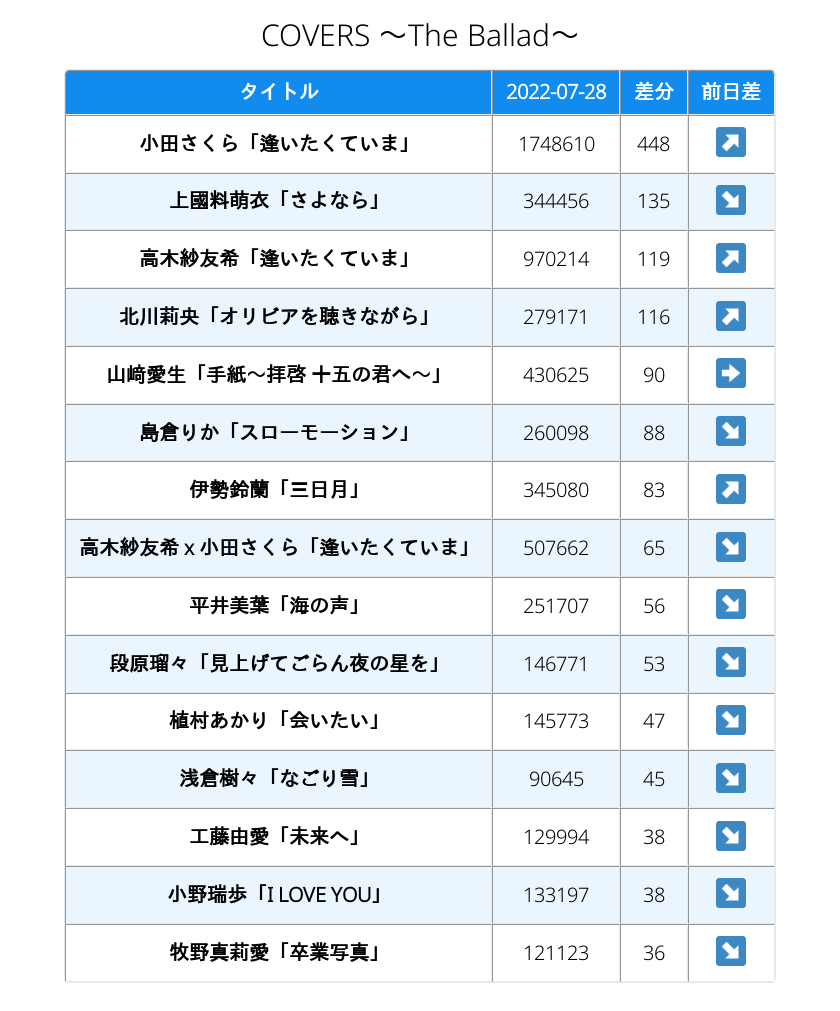 COVERS ～The Ballad～
タイトル 2022-07-28 差分 前日差
小田さくら「逢いたくていま」 1748610 448
上國料萌衣「さよなら」 344456 135
高木紗友希「逢いたくていま」 970214 119
北川莉央「オリビアを聴きながら」 279171 116
山﨑愛生「手紙～拝啓 十五の君へ～」 430625 90
島倉りか「スローモーション」 260098 88
伊勢鈴蘭「三日月」 345080 83
高木紗友希 x 小田さくら「逢いたくていま」 507662 65
平井美葉「海の声」 251707 56
段原瑠々「見上げてごらん夜の星を」 146771 53
植村あかり「会いたい」 145773 47
浅倉樹々「なごり雪」 90645 45
工藤由愛「未来へ」 129994 38
小野瑞歩「I LOVE YOU」 133197 38
牧野真莉愛「卒業写真」 121123 36